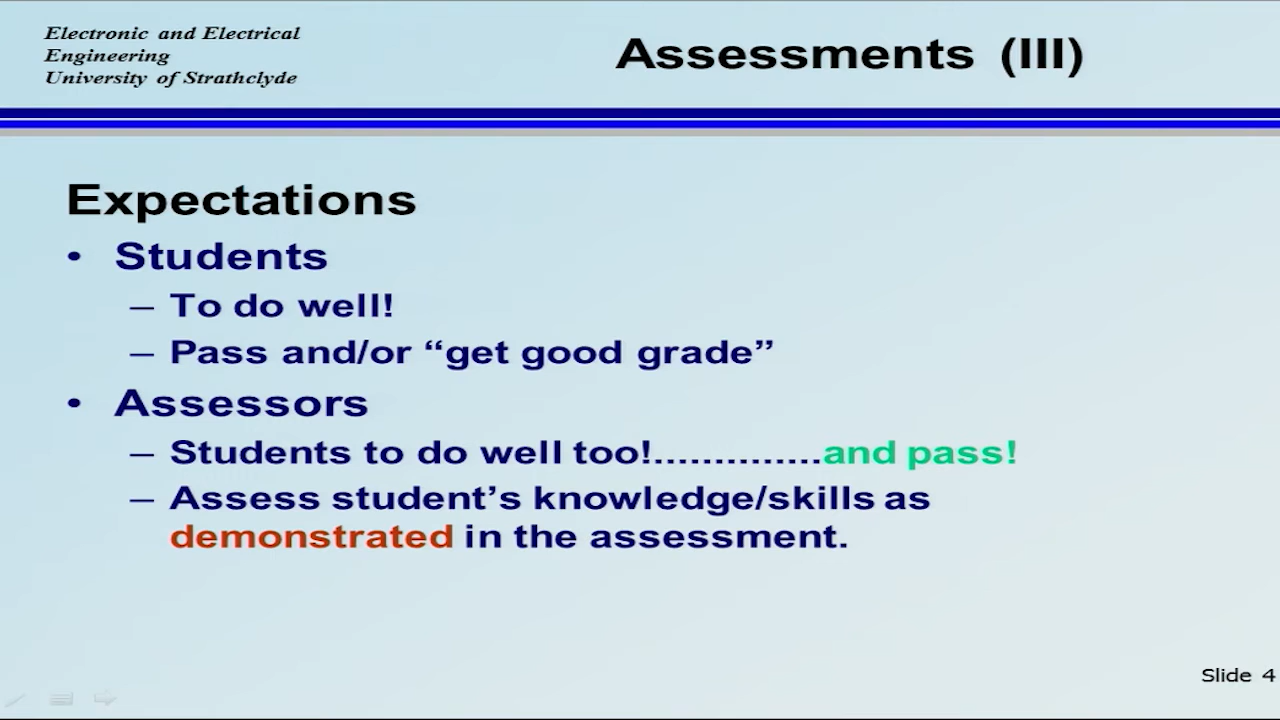 Electronic and Electrical
Engineering
University of Strathclyde
Assessments (III)
Expectations
• Students
– To do well!
– Pass and/or “get good grade”
• Assessors
– Students to do well too!..............and pass!
– Assess student’s knowledge/skills as
demonstrated in the assessment.
Slide 4